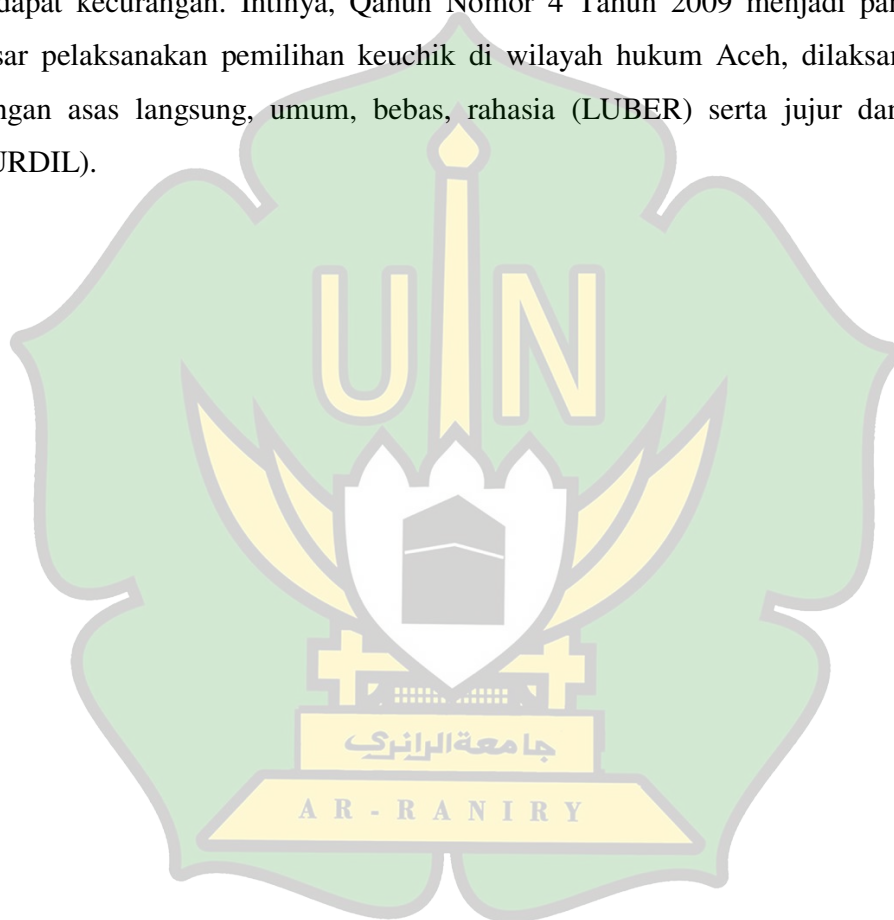 dapat kecurangan. Intinya, Qanun Nomor 4 Tahun 2009 menjadi
sar pelaksanakan pemilihan keuchik di wilayah hukum Aceh, dilaksan
ngan asas langsung, umum, bebas, rahasia (LUBER) serta jujur dan
URDIL).
UIN
جامعةالرانري
AR-RANIRY